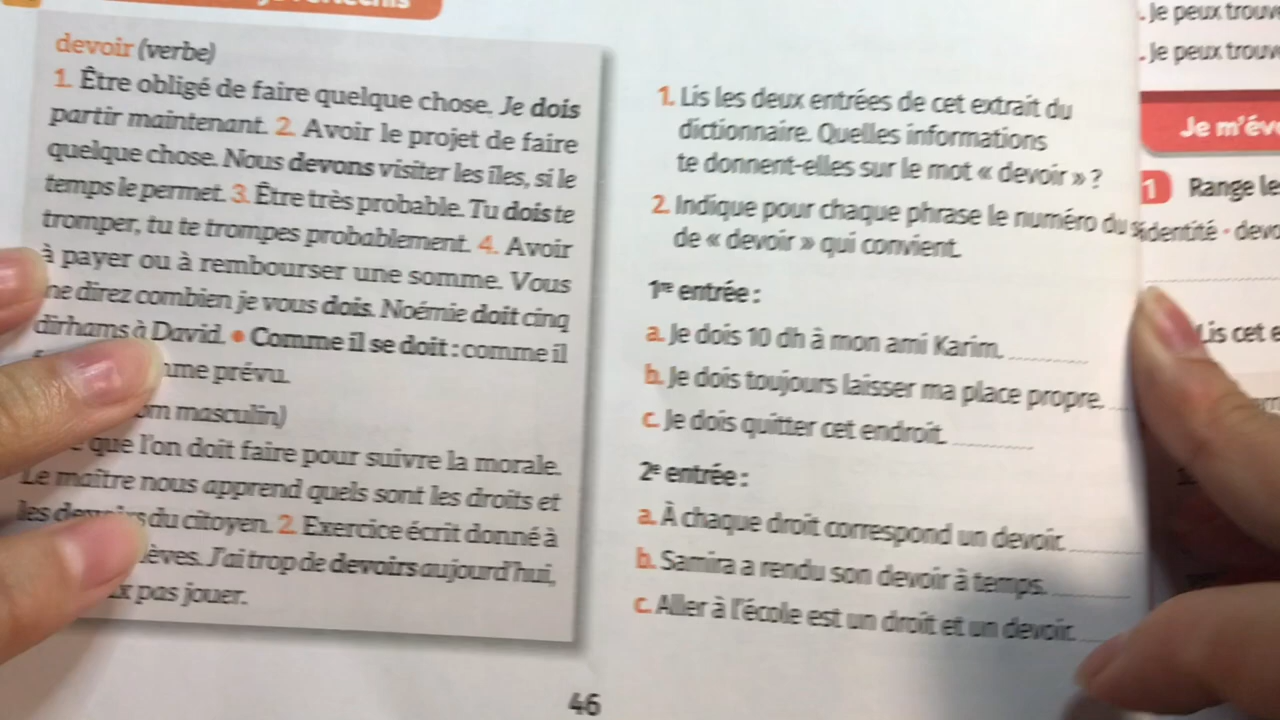 devoir (verbe)
1. Être obligé de faire quelque chose. Je dois
partir maintenant. 2. Avoir le projet de faire
quelque chose. Nous devons visiter les îles, si le
temps le permet. 3. Être très probable. Tu dois te
tromper, tu te trompes probablement. 4. Avoir
à payer ou à rembourser une somme. Vous
me direz combien je vous dois. Noémie doit cinq
dirhams à David. • Comme il se doit : comme il
prévu.
masculin)
que l'on doit faire pour suivre la morale.
Le maître nous apprend quels sont les droits et
les devoirs du citoyen. 2. Exercice écrit donné à
J'ai trop de devoirs aujourd'hui,
pas jouer.
46
1. Lis les deux entrées de cet extrait du
dictionnaire. Quelles informations
te donnent-elles sur le mot « devoir » ?
2. Indique pour chaque phrase le numéro du
de « devoir » qui convient.
1re entrée :
a. Je dois 10 dh à mon ami Karim.
b. Je dois toujours laisser ma place propre.
c. Je dois quitter cet endroit.
2e entrée :
a. À chaque droit correspond un devoir.
b. Samira a rendu son devoir à temps.
c. Aller à l'école est un droit et un devoir.
. Je peux
. Je peux
Je m'év
1 Range le
identité •
Lis cet